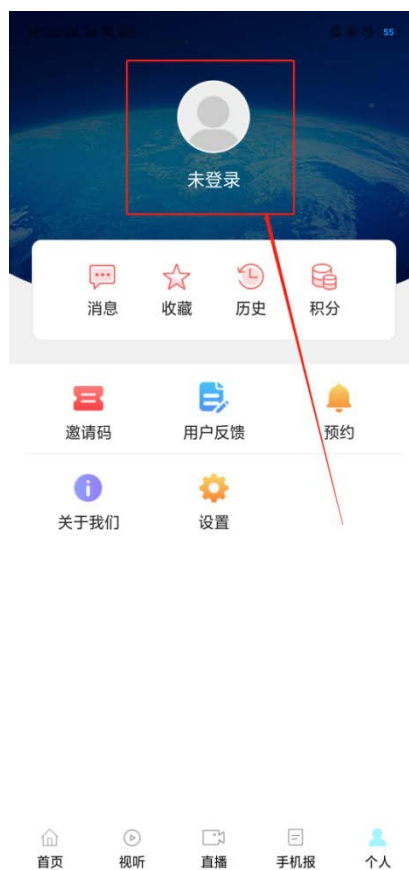 55
未登录
消息 收藏 历史 积分
邀请码 用户反馈 预约
关于我们 设置
首页 视听 直播 手机报 个人